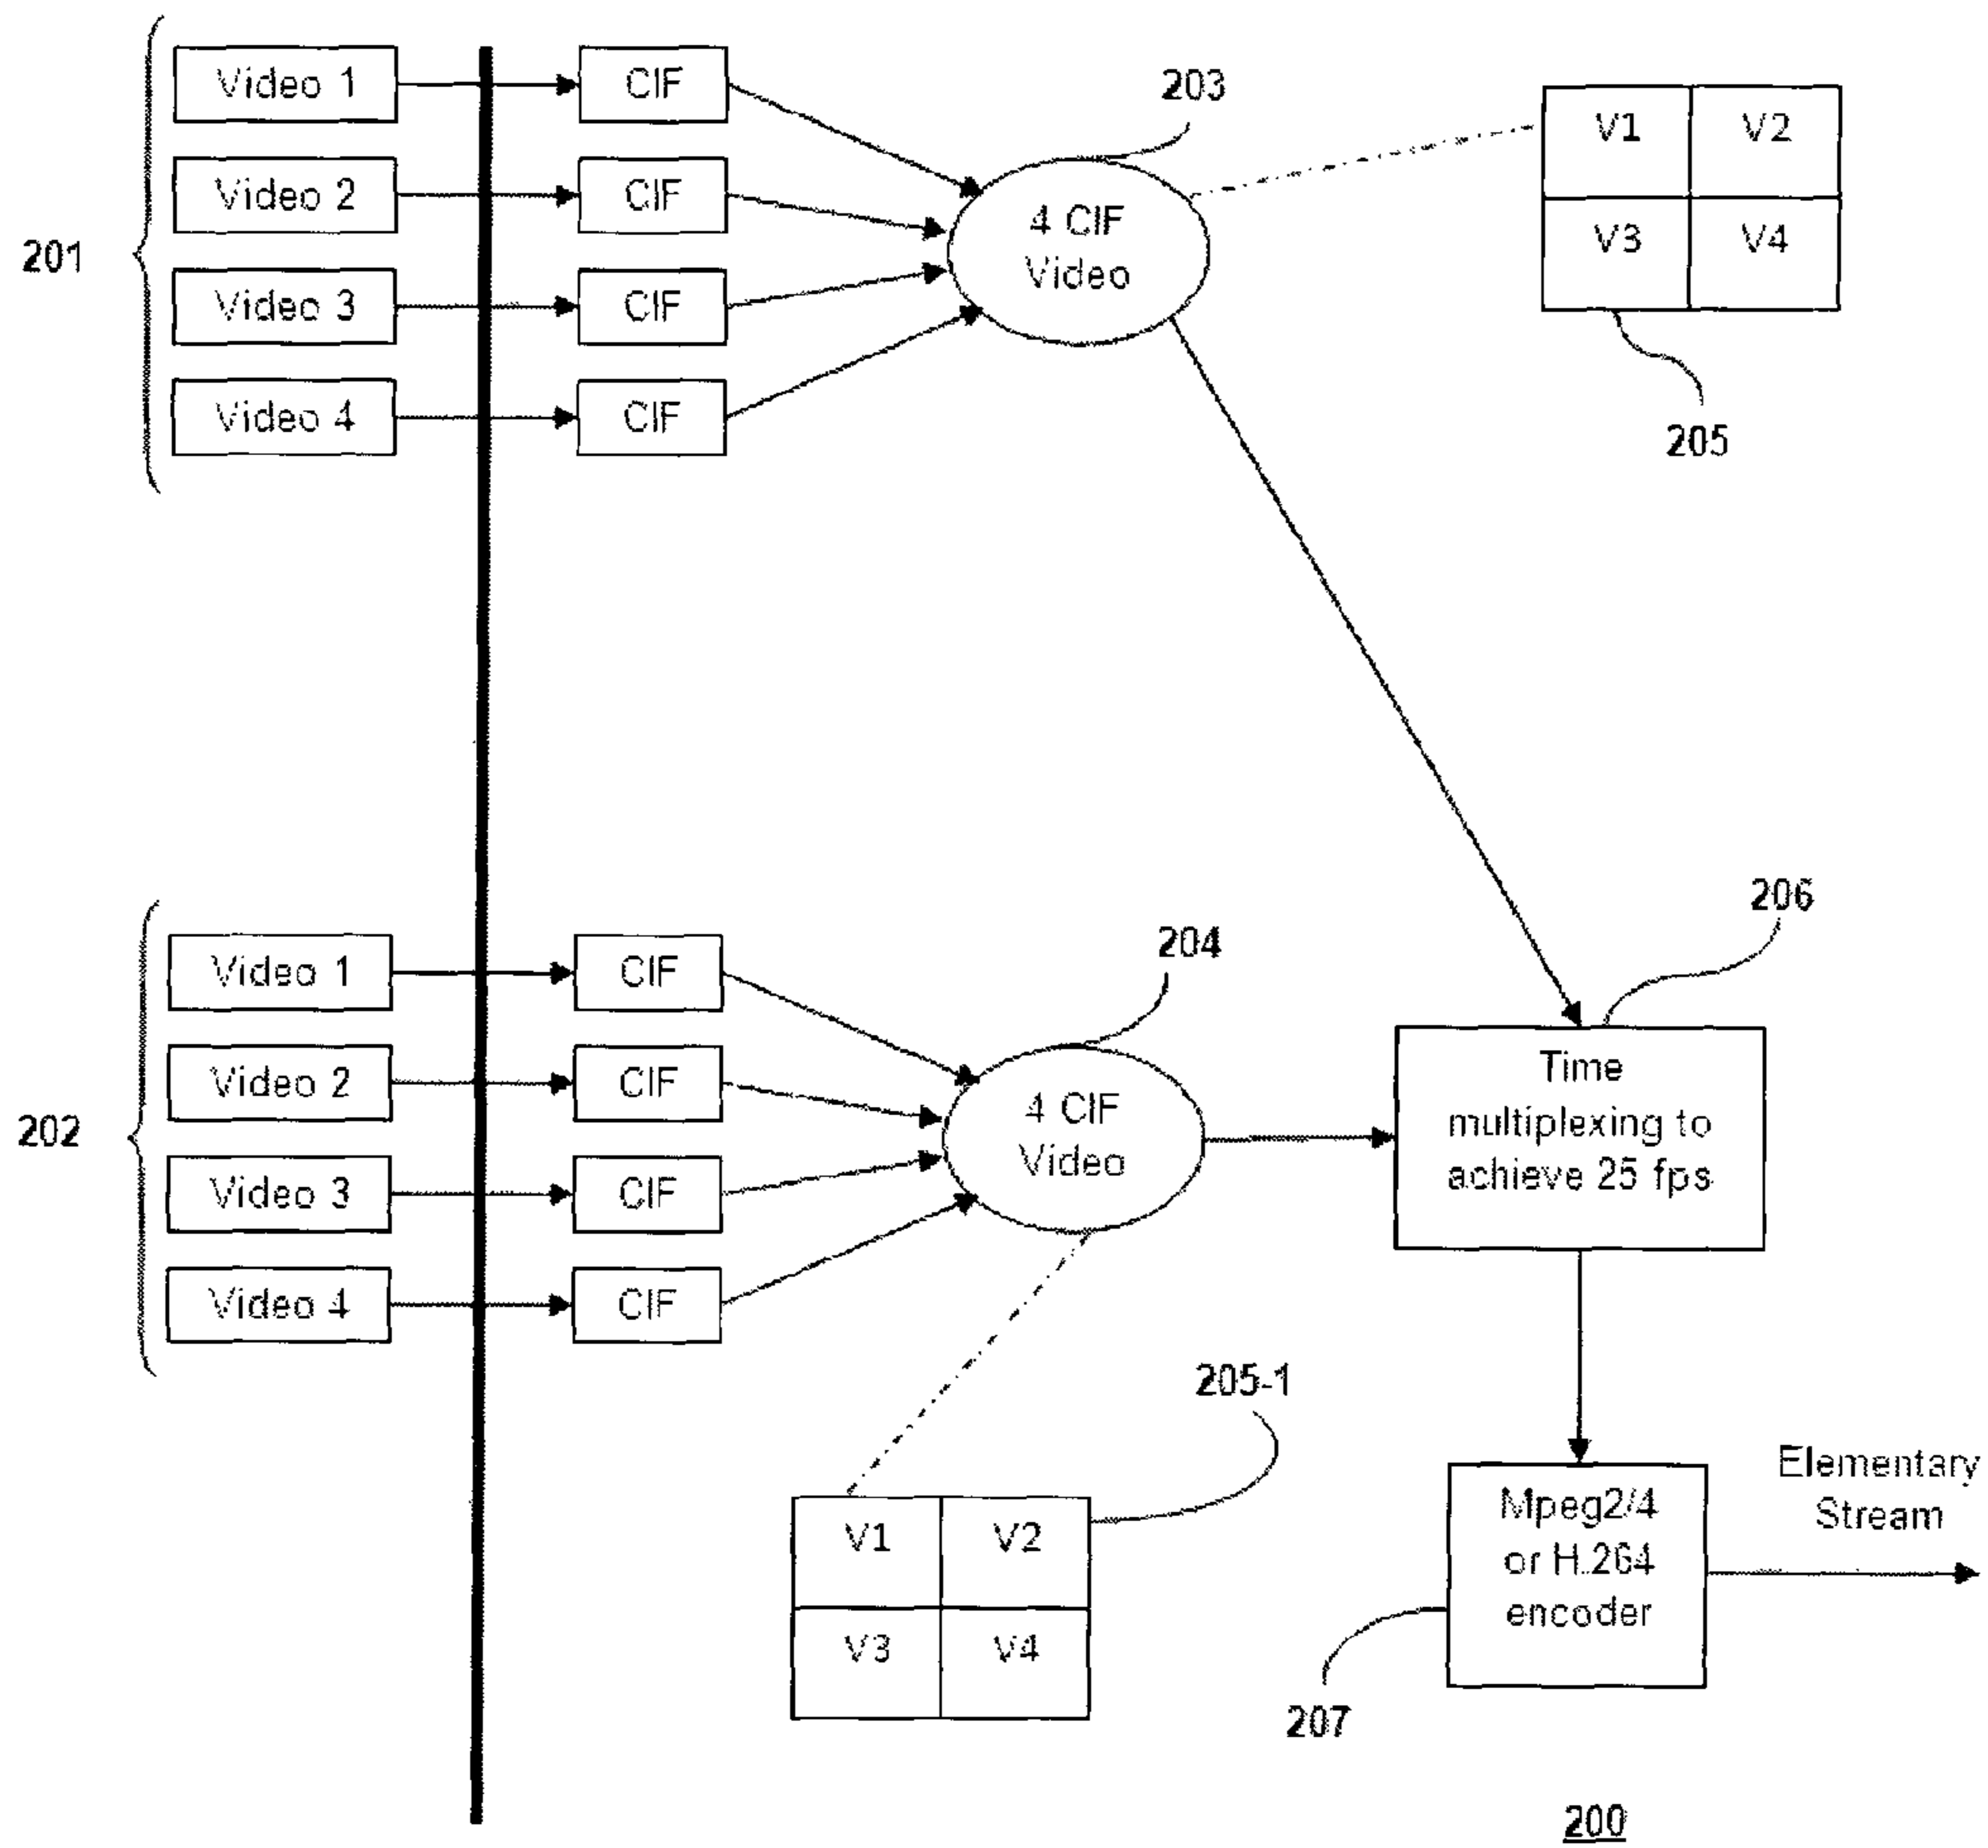 Video 1
CIF
203
V1 V2
Video 2
CIF
4 CIF
Video
201
V3 V4
Video 3
CIF
Video 4
CIF
205
206
204
Video 1
CIF
Time
multiplexing to
achieve 25 fps
Video 2
CIF
4 CIF
Video
202
Video 3
CIF
Video 4
CIF
205-1
Elementary
Stream
V1 V2
Mpeg2/4
or H.264
encoder
V3 V4
207
200